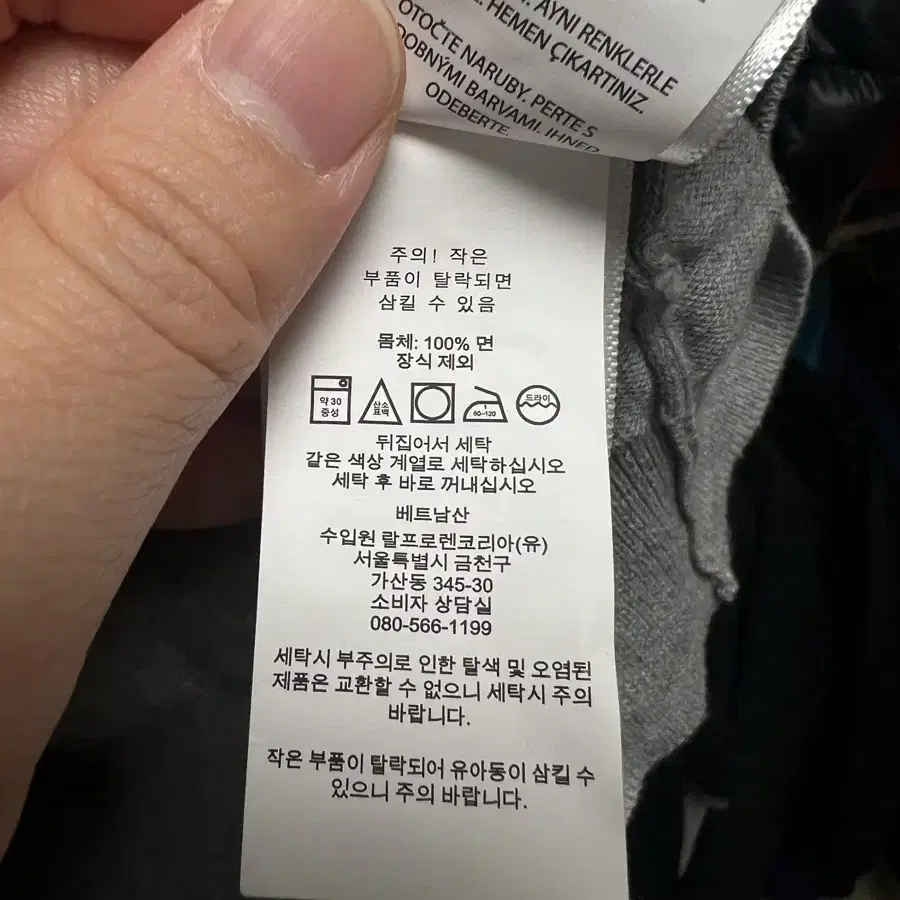 AYNI RENKLERLE
HEMEN ÇIKARTINIZ.
OTOČTE NARUBY. PERTE S
DOBNÝMI BARVAMI. IHNED
ODEBERTE.
주의! 작은
부품이 탈락되면
삼킬 수 있음
몸체: 100% 면
장식 제외
약 30
중성
산소
표백
80~120
드라이
뒤집어서 세탁
같은 색상 계열로 세탁하십시오
세탁 후 바로 꺼내십시오
베트남산
수입원 랄프로렌코리아(유)
서울특별시 금천구
가산동 345-30
소비자 상담실
080-566-1199
세탁시 부주의로 인한 탈색 및 오염된
제품은 교환할 수 없으니 세탁시 주의
바랍니다.
작은 부품이 탈락되어 유아동이 삼킬 수
있으니 주의 바랍니다.